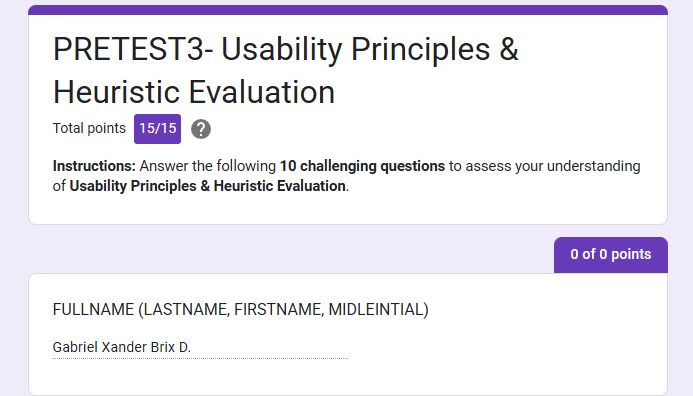 PRETEST3- Usability Principles &
Heuristic Evaluation
Total points 15/15 ?
Instructions: Answer the following 10 challenging questions to assess your understanding
of Usability Principles & Heuristic Evaluation.
0 of 0 points
FULLNAME (LASTNAME, FIRSTNAME, MIDLEINTIAL)
Gabriel Xander Brix D.